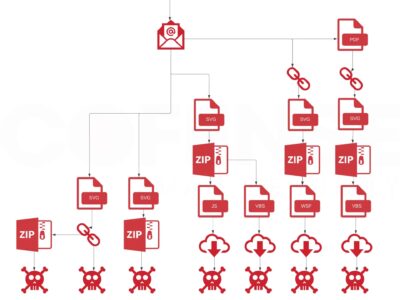 @
PDF
SVG SVG SVG
ZIP ZIP ZIP
SVG SVG JS VBS WSF VBS
ZIP ZIP